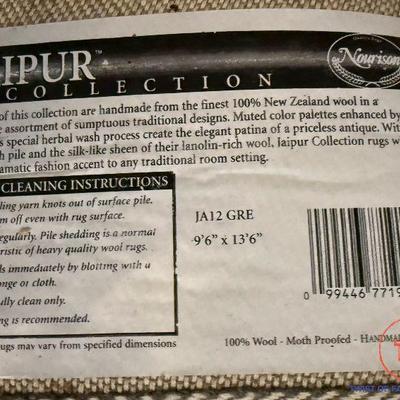 IPUR™
COLLECTION
Nourison
of this collection are handmade from the finest 100% New Zealand wool in a
assortment of sumptuous traditional designs. Muted color palettes enhanced by
s special herbal wash process create the elegant patina of a priceless antique. With
h pile and the silk-like sheen of their lanolin-rich wool, Jaipur Collection rugs
amatic fashion accent to any traditional room setting.
CLEANING INSTRUCTIONS
ling yarn knots out of surface pile.
m off even with rug surface.
egularly. Pile shedding is a normal
ristic of heavy quality wool rugs.
ls immediately by blotting with a
onge or cloth.
ully clean only.
ng is recommended.
ugs may vary from specified dimensions
JA12 GRE
9'6" x 13'6"
0 99446 7719
100% Wool - Moth Proofed - HANDMA